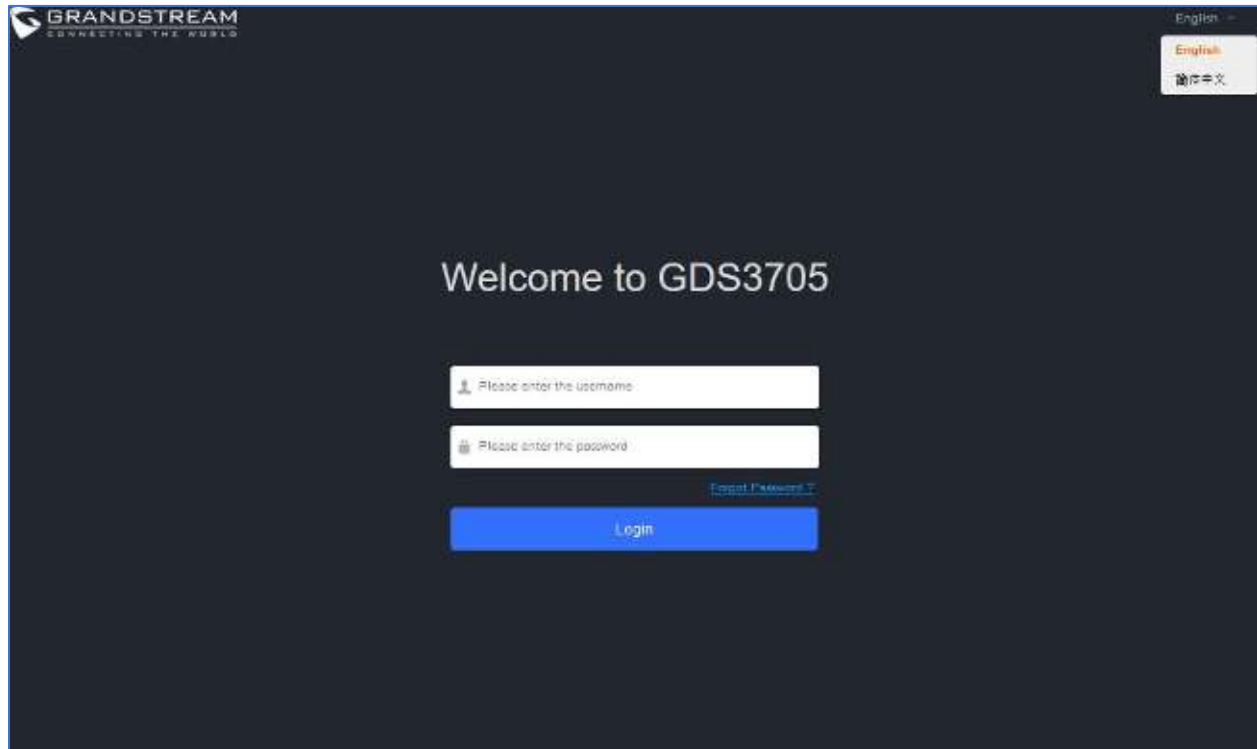 GRANDSTREAM
CONNECTING THE WORLD
English
English
简体中文
Welcome to GDS3705
Please enter the username
Please enter the password
Forgot Password ?
Login